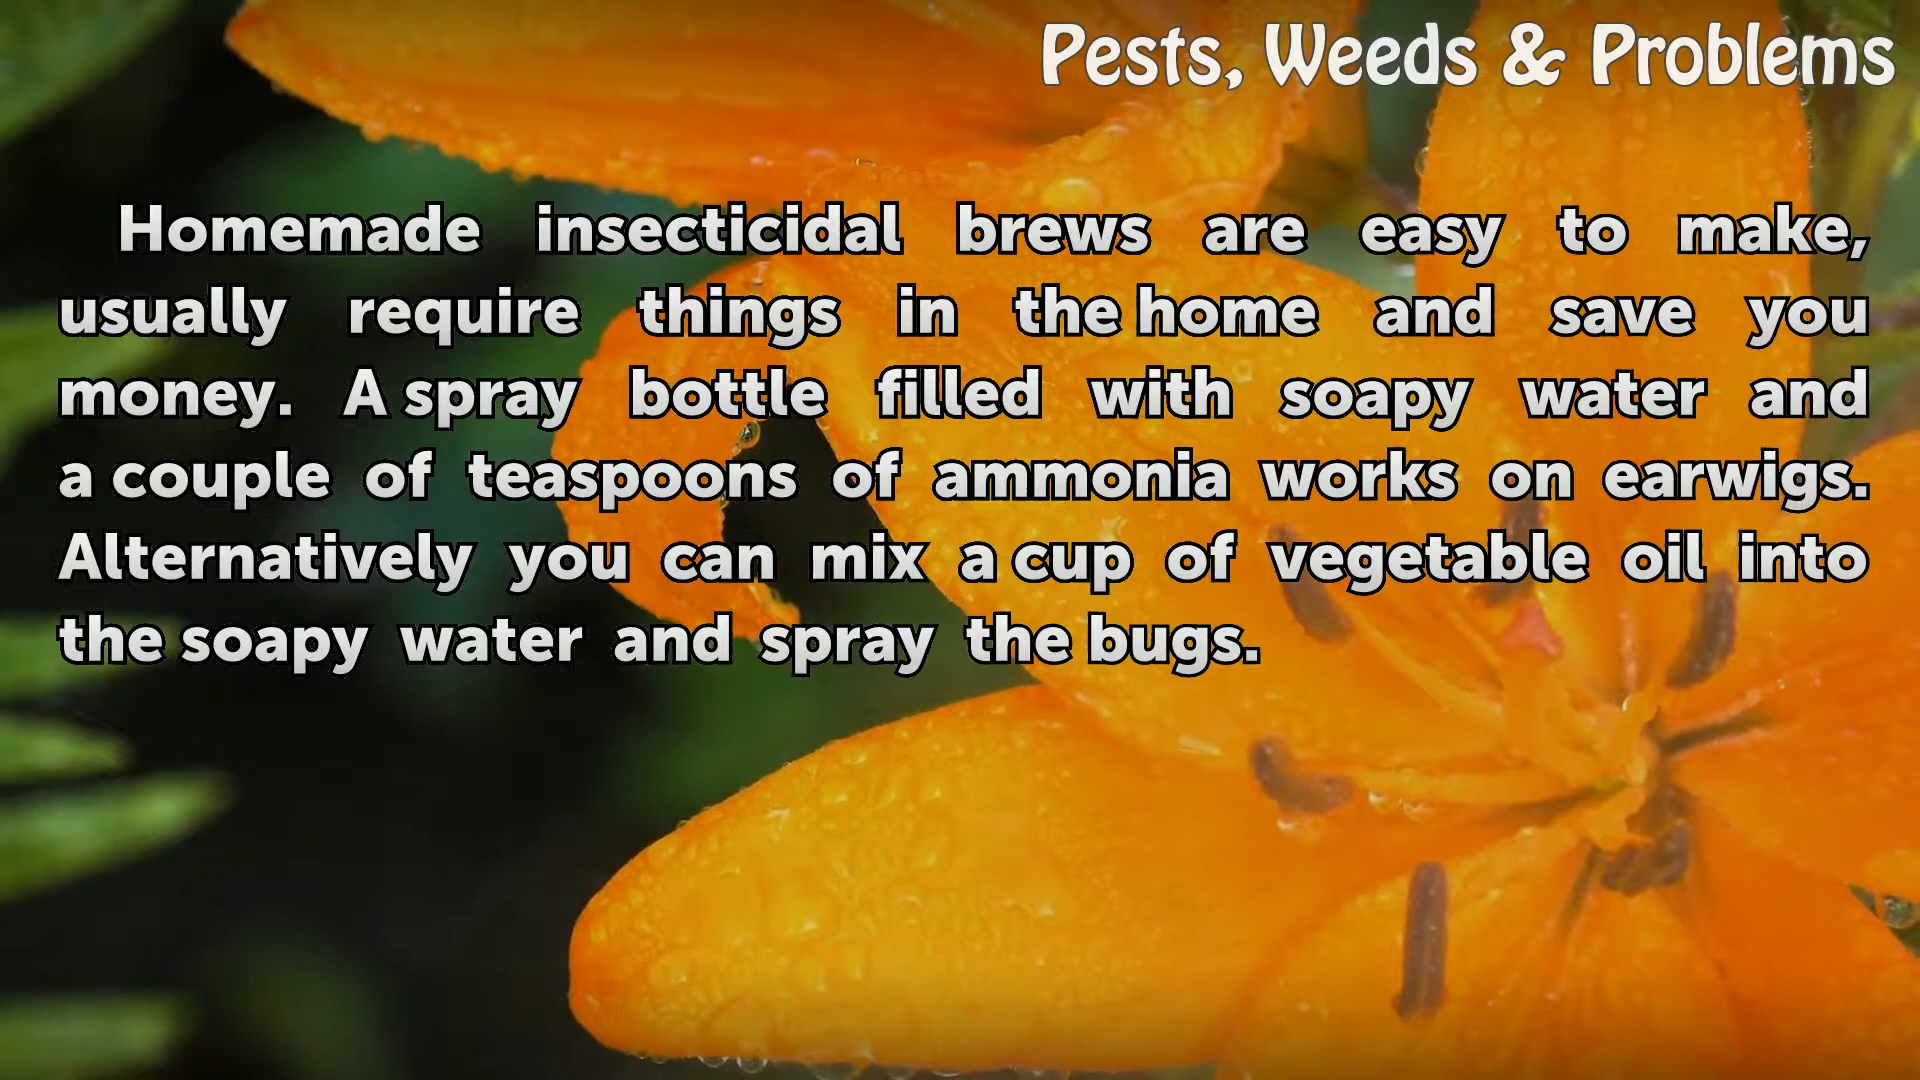 Pests, Weeds & Problems
Homemade insecticidal brews are easy to make,
usually require things in the home and save you
money. A spray bottle filled with soapy water and
a couple of teaspoons of ammonia works on earwigs.
Alternatively you can mix a cup of vegetable oil into
the soapy water and spray the bugs.